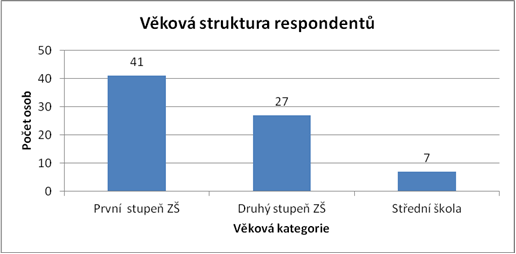 Věková struktura respondentů
50
40
30
20
10
0
Počet osob
41
27
7
První stupeň ZŠ
Druhý stupeň ZŠ
Střední škola
Věková kategorie